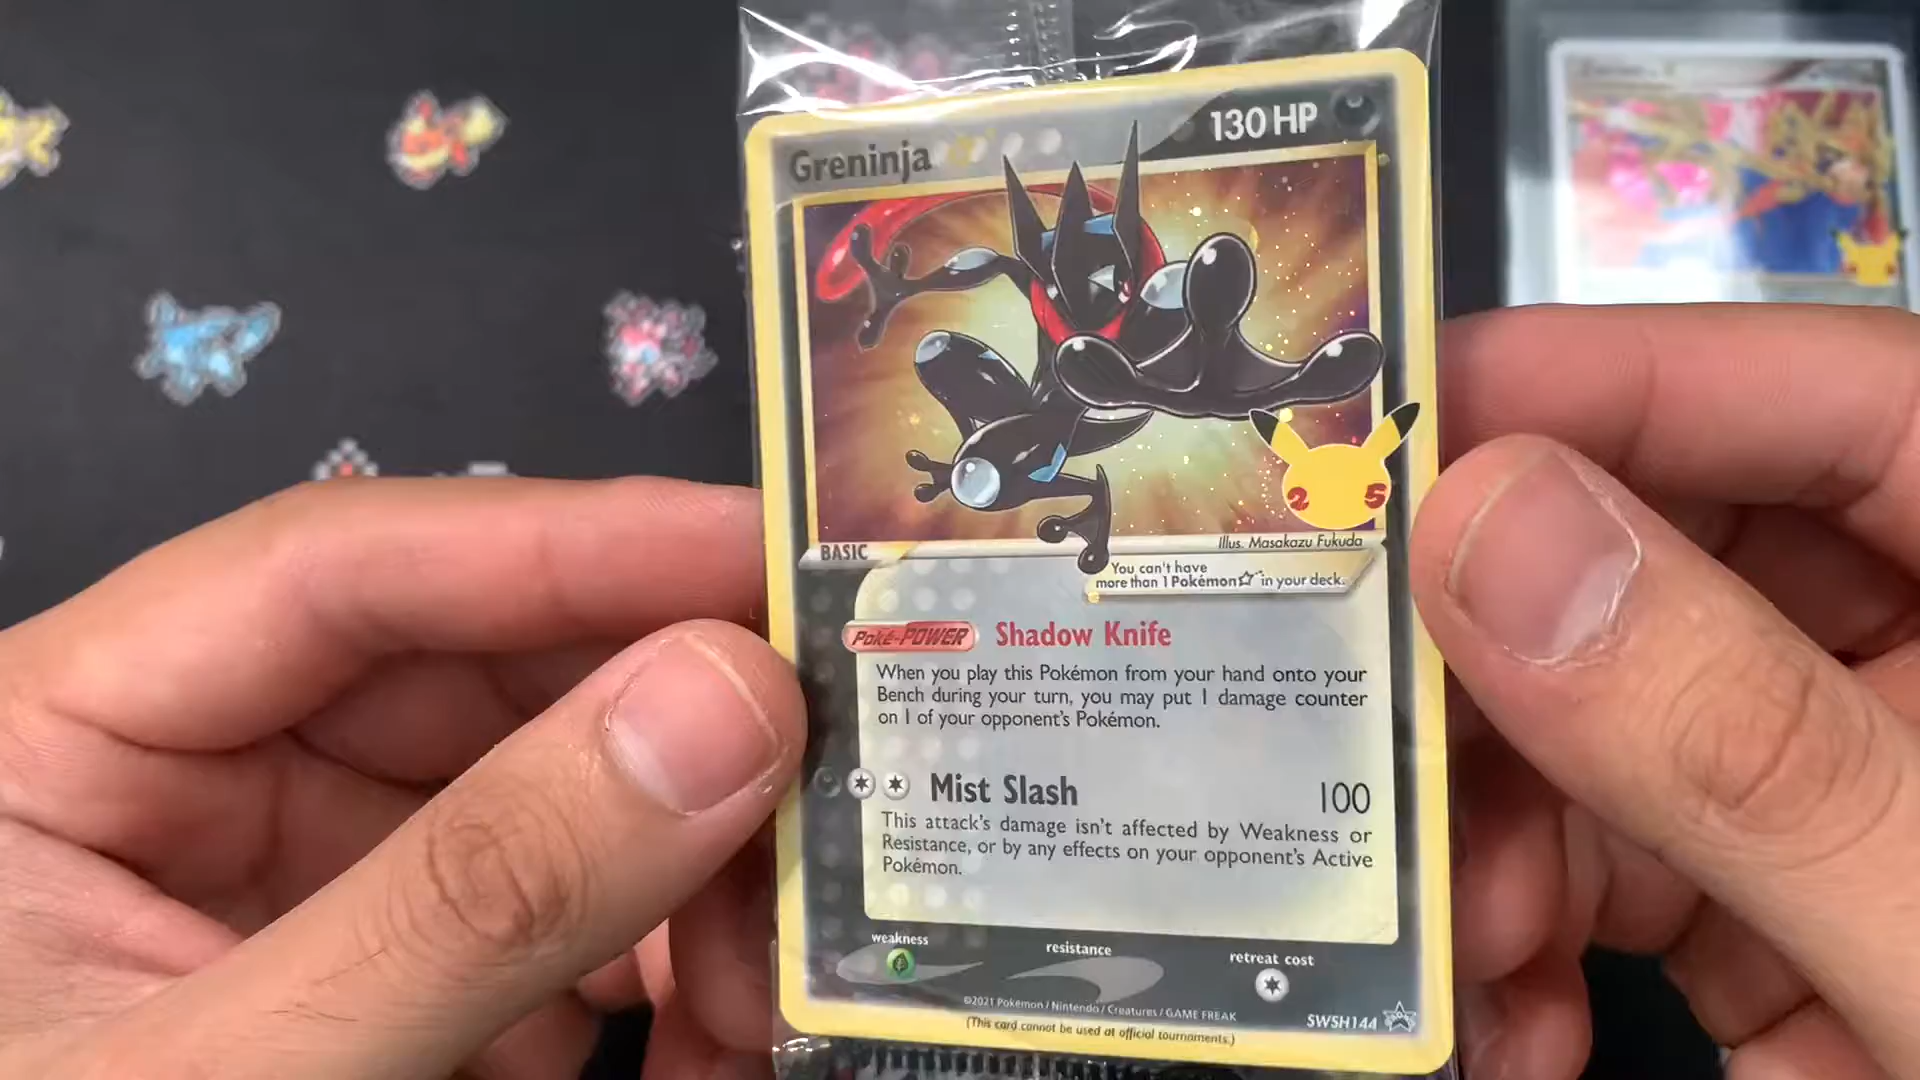 Greninja ☆
130 HP
2 5
BASIC
Illus. Masakazu Fukuda
You can't have
more than 1 Pokémon☆ in your deck.
Poké-POWER Shadow Knife
When you play this Pokémon from your hand onto your
Bench during your turn, you may put 1 damage counter
on 1 of your opponent's Pokémon.
Mist Slash 100
This attack's damage isn't affected by Weakness or
Resistance, or by any effects on your opponent's Active
Pokémon.
weakness resistance retreat cost
©2021 Pokémon / Nintendo / Creatures / GAME FREAK
(This card cannot be used at official tournaments.)
SWSH144